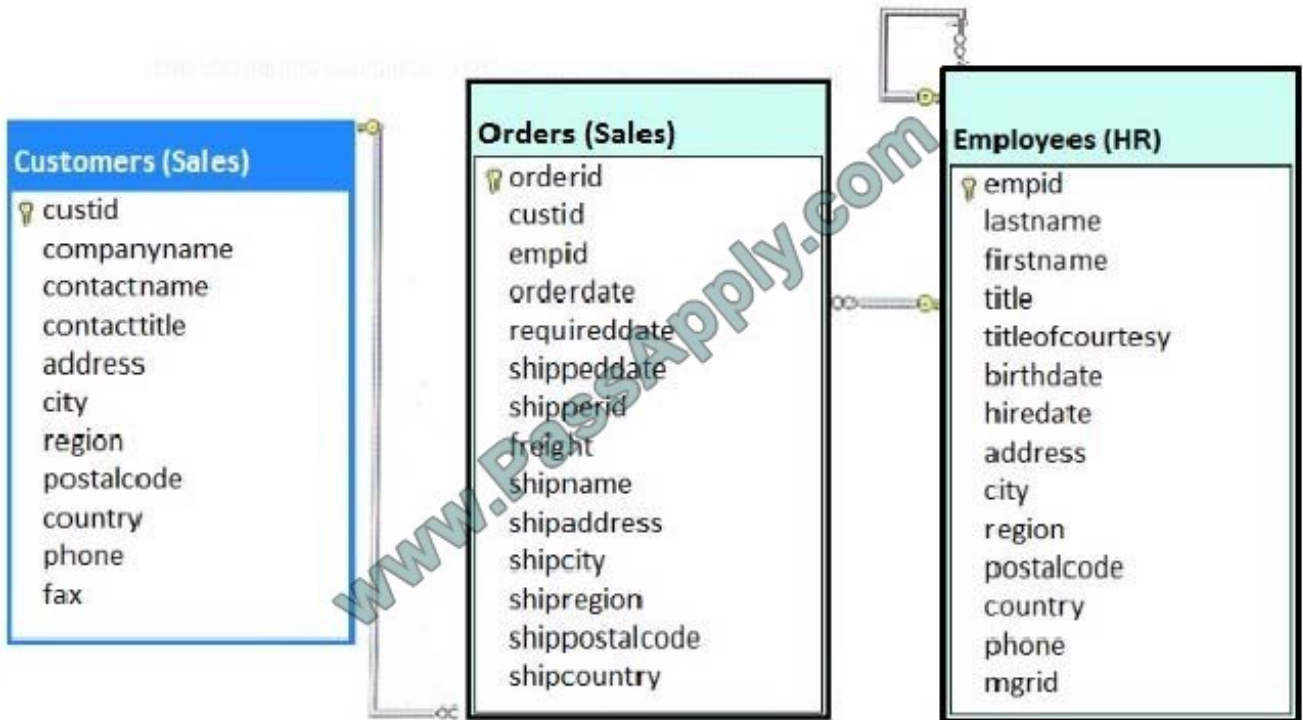 Customers (Sales)
custid
companyname
contactname
contacttitle
address
city
region
postalcode
country
phone
fax
Orders (Sales)
orderid
custid
empid
orderdate
requireddate
shippeddate
shipperid
freight
shipname
shipaddress
shipcity
shipregion
shippostalcode
shipcountry
Employees (HR)
empid
lastname
firstname
title
titleofcourtesy
birthdate
hiredate
address
city
region
postalcode
country
phone
mgrid
www.PassApply.com